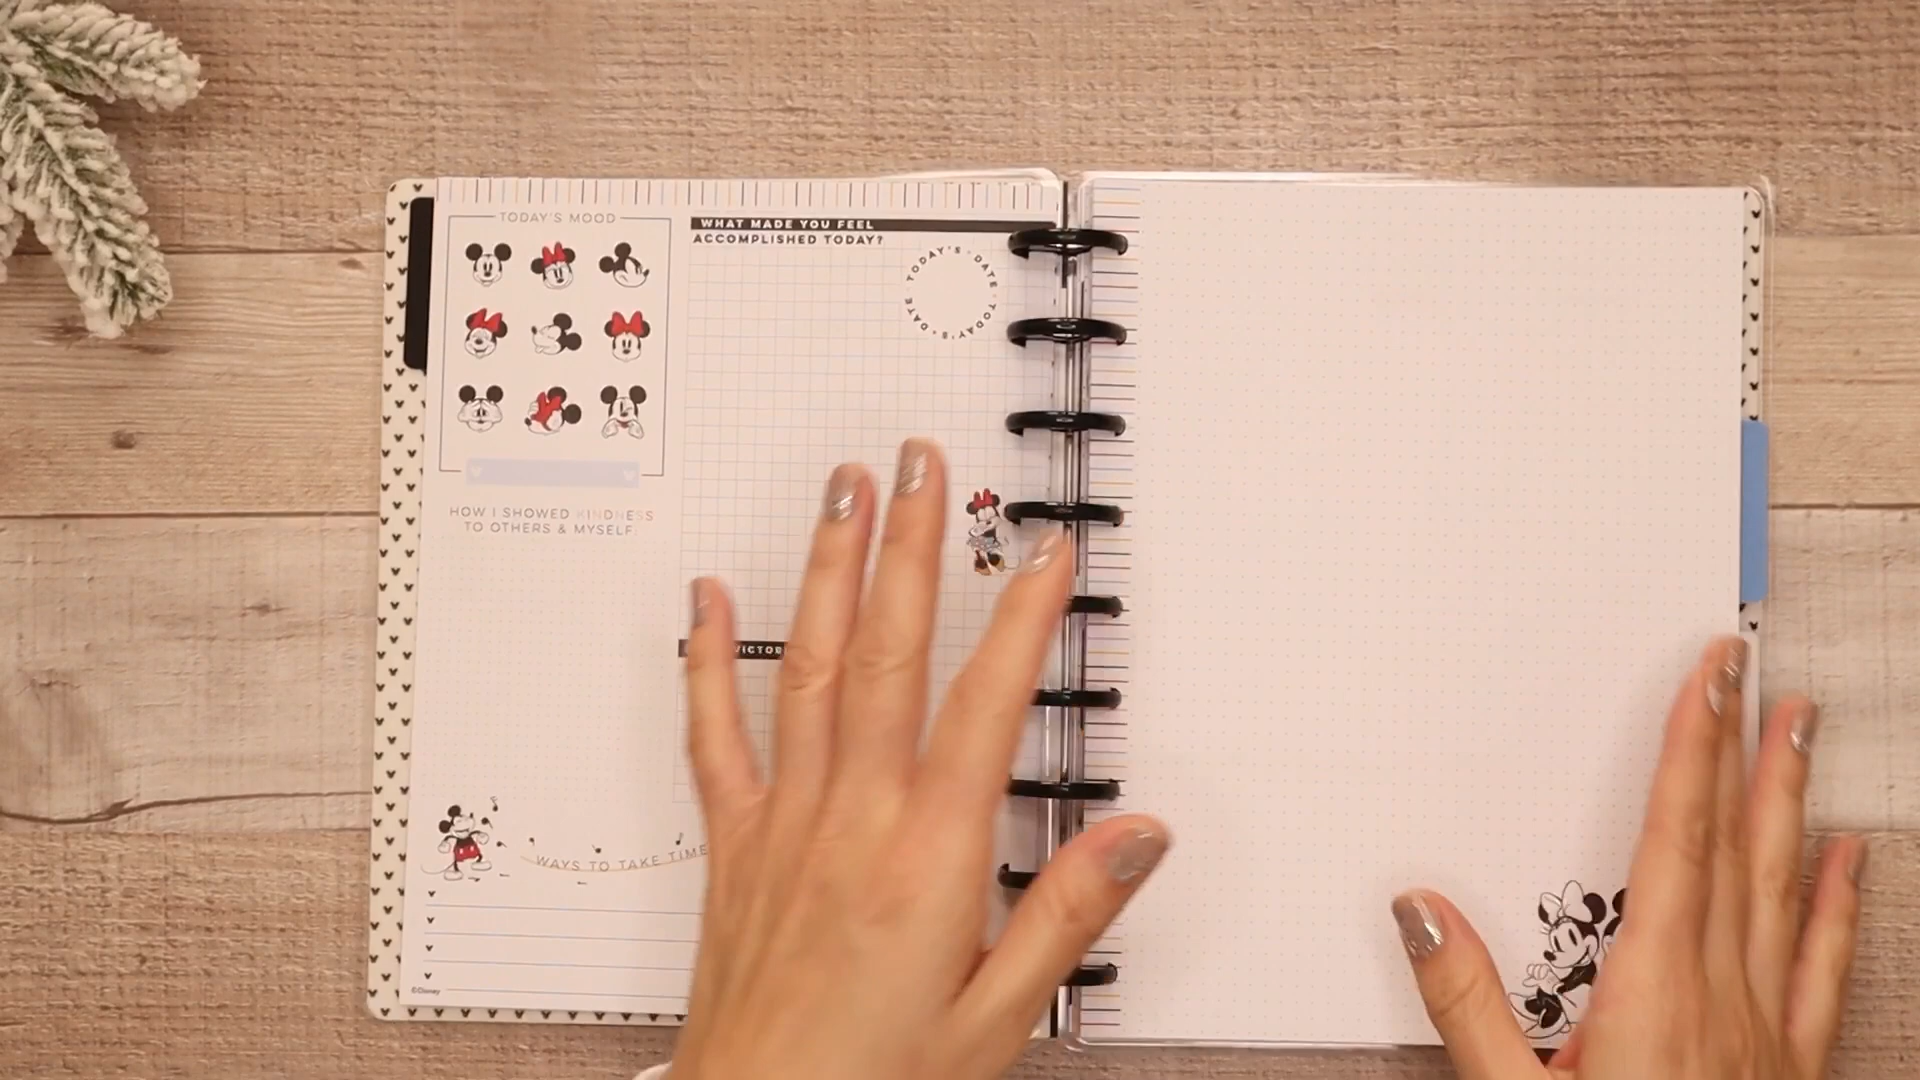 TODAY'S MOOD
WHAT MADE YOU FEEL
ACCOMPLISHED TODAY?
TODAY'S · DATE · TODAY'S · DATE
HOW I SHOWED KINDNESS
TO OTHERS & MYSELF:
WAYS TO TAKE TIME
©Disney